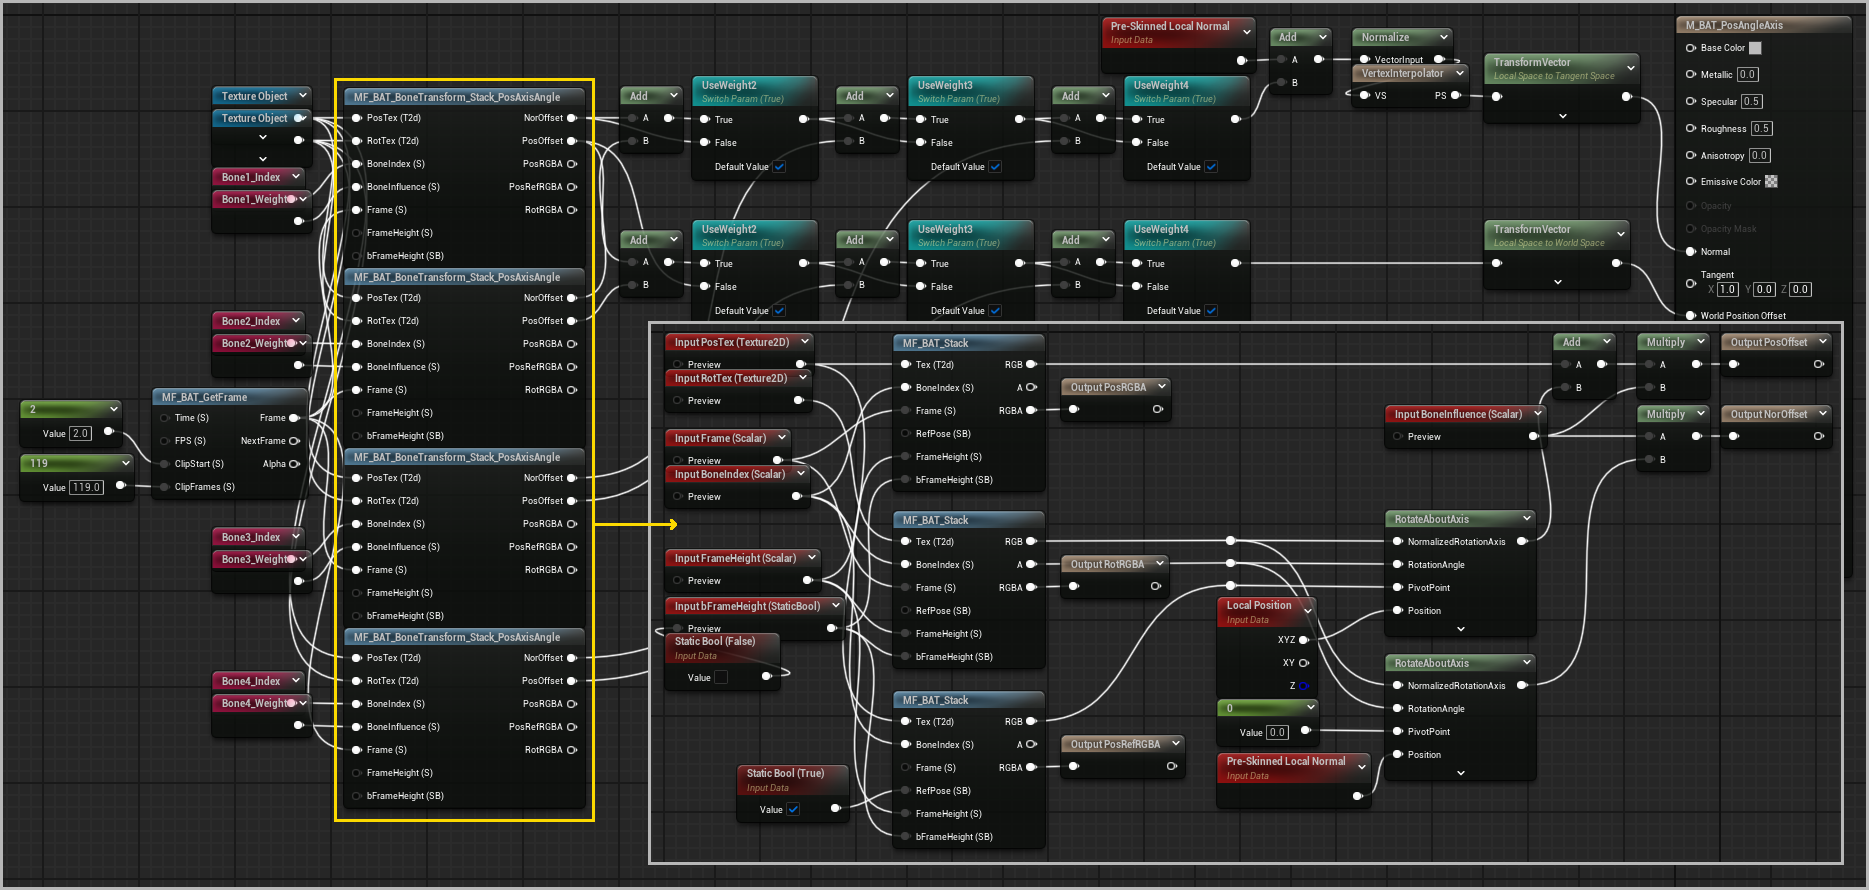 Pre-Skinned Local Normal
Input Data
Add
A
B
Normalize
VectorInput
VertexInterpolator
VS PS
TransformVector
Local Space to Tangent Space
M_BAT_PosAngleAxis
Base Color
Metallic 0.0
Specular 0.5
Roughness 0.5
Anisotropy 0.0
Emissive Color
Opacity
Opacity Mask
Normal
Tangent
X 1.0 Y 0.0 Z 0.0
World Position Offset
Texture Object
Texture Object
Bone1_Index
Bone1_Weight
Bone2_Index
Bone2_Weight
MF_BAT_GetFrame
Time (S) Frame
FPS (S) NextFrame
ClipStart (S) Alpha
ClipFrames (S)
2
Value 2.0
119
Value 119.0
Bone3_Index
Bone3_Weight
Bone4_Index
Bone4_Weight
MF_BAT_BoneTransform_Stack_PosAxisAngle
PosTex (T2d) NorOffset
RotTex (T2d) PosOffset
BoneIndex (S) PosRGBA
BoneInfluence (S) PosRefRGBA
Frame (S) RotRGBA
FrameHeight (S)
bFrameHeight (SB)
MF_BAT_BoneTransform_Stack_PosAxisAngle
PosTex (T2d) NorOffset
RotTex (T2d) PosOffset
BoneIndex (S) PosRGBA
BoneInfluence (S) PosRefRGBA
Frame (S) RotRGBA
FrameHeight (S)
bFrameHeight (SB)
MF_BAT_BoneTransform_Stack_PosAxisAngle
PosTex (T2d) NorOffset
RotTex (T2d) PosOffset
BoneIndex (S) PosRGBA
BoneInfluence (S) PosRefRGBA
Frame (S) RotRGBA
FrameHeight (S)
bFrameHeight (SB)
MF_BAT_BoneTransform_Stack_PosAxisAngle
PosTex (T2d) NorOffset
RotTex (T2d) PosOffset
BoneIndex (S) PosRGBA
BoneInfluence (S) PosRefRGBA
Frame (S) RotRGBA
FrameHeight (S)
bFrameHeight (SB)
Add
A
B
UseWeight2
Switch Param (True)
True
False
Default Value
Add
A
B
UseWeight3
Switch Param (True)
True
False
Default Value
Add
A
B
UseWeight4
Switch Param (True)
True
False
Default Value
Add
A
B
UseWeight2
Switch Param (True)
True
False
Default Value
Add
A
B
UseWeight3
Switch Param (True)
True
False
Default Value
Add
A
B
UseWeight4
Switch Param (True)
True
False
Default Value
TransformVector
Local Space to World Space
Input PosTex (Texture2D)
Preview
Input RotTex (Texture2D)
Preview
Input Frame (Scalar)
Preview
Input BoneIndex (Scalar)
Preview
Input FrameHeight (Scalar)
Preview
Input bFrameHeight (StaticBool)
Preview
Static Bool (False)
Input Data
Value
Static Bool (True)
Input Data
Value
MF_BAT_Stack
Tex (T2d) RGB
BoneIndex (S) A
Frame (S) RGBA
RefPose (SB)
FrameHeight (S)
bFrameHeight (SB)
Output PosRGBA
MF_BAT_Stack
Tex (T2d) RGB
BoneIndex (S) A
Frame (S) RGBA
RefPose (SB)
FrameHeight (S)
bFrameHeight (SB)
Output RotRGBA
MF_BAT_Stack
Tex (T2d) RGB
BoneIndex (S) A
Frame (S) RGBA
RefPose (SB)
FrameHeight (S)
bFrameHeight (SB)
Output PosRefRGBA
Local Position
Input Data
XYZ
XY
Z
0
Value 0.0
Pre-Skinned Local Normal
Input Data
Input BoneInfluence (Scalar)
Preview
RotateAboutAxis
NormalizedRotationAxis
RotationAngle
PivotPoint
Position
RotateAboutAxis
NormalizedRotationAxis
RotationAngle
PivotPoint
Position
Add
A
B
Multiply
A
B
Output PosOffset
Multiply
A
B
Output NorOffset